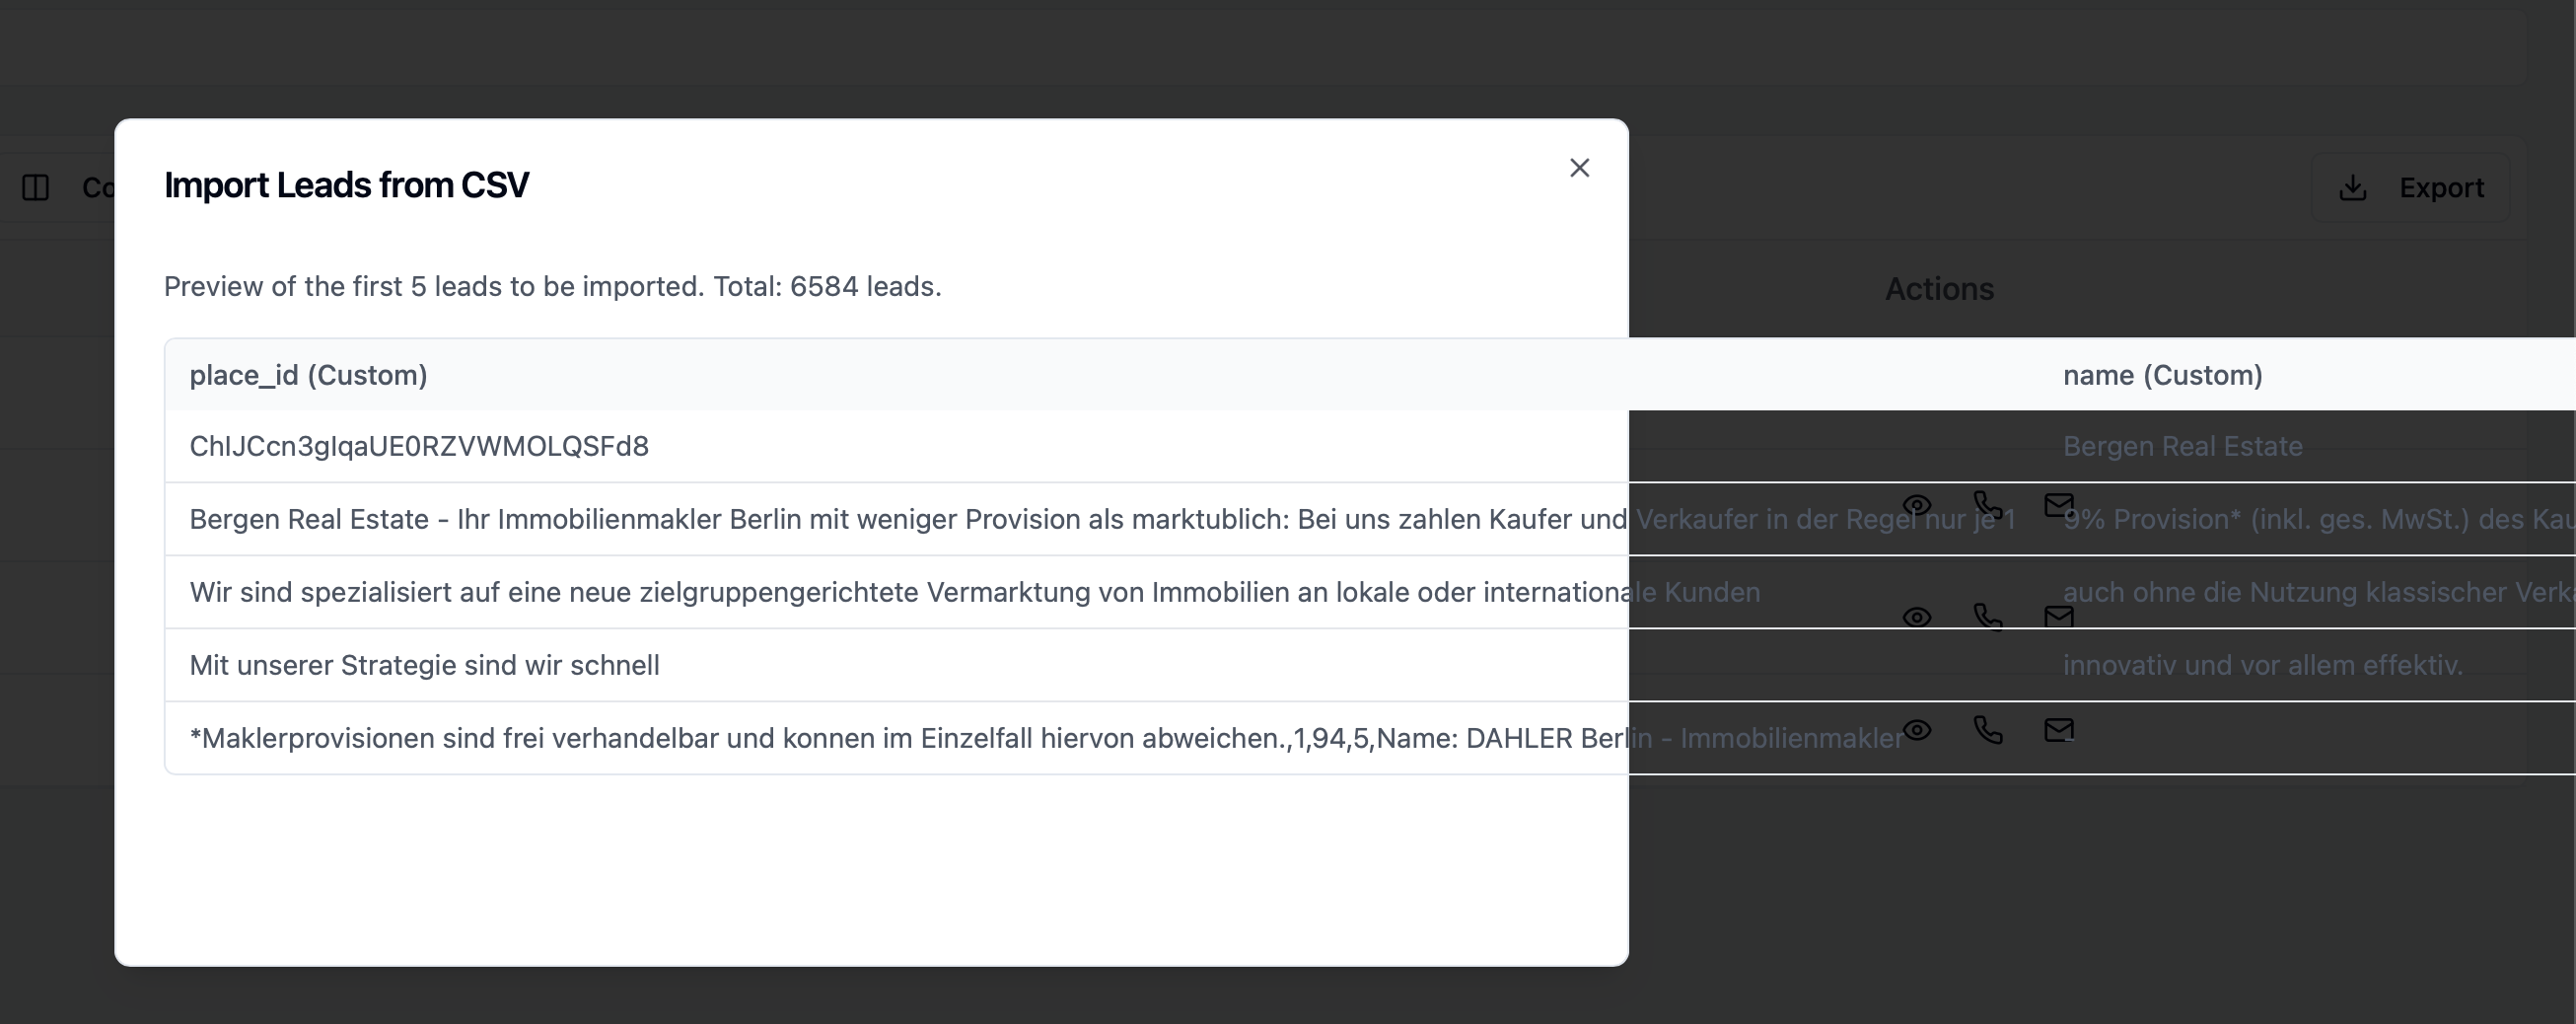 Co
Export
Import Leads from CSV
Preview of the first 5 leads to be imported. Total: 6584 leads.
Actions
place_id (Custom) name (Custom)
ChIJCcn3gIqaUE0RZVWMOLQSFd8 Bergen Real Estate
Bergen Real Estate - Ihr Immobilienmakler Berlin mit weniger Provision als marktublich: Bei uns zahlen Kaufer und Verkaufer in der Regel nur je 1 9% Provision* (inkl. ges. MwSt.) des Kau
Wir sind spezialisiert auf eine neue zielgruppengerichtete Vermarktung von Immobilien an lokale oder internationale Kunden auch ohne die Nutzung klassischer Verka
Mit unserer Strategie sind wir schnell innovativ und vor allem effektiv.
*Maklerprovisionen sind frei verhandelbar und konnen im Einzelfall hiervon abweichen.,1,94,5,Name: DAHLER Berlin - Immobilienmakler -